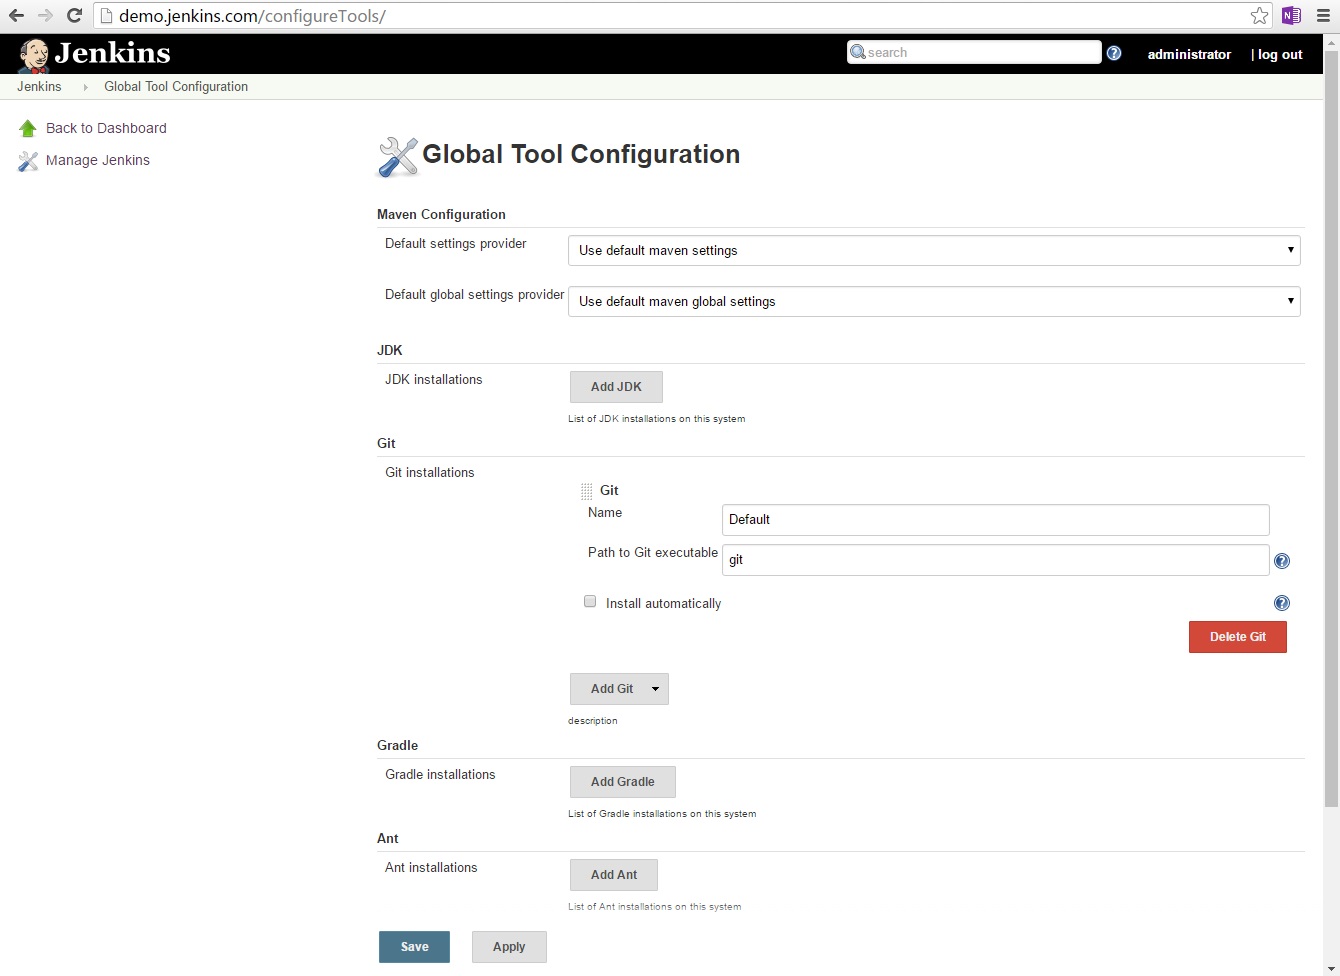 demo.jenkins.com/configureTools/
Jenkins
search
administrator
| log out
Jenkins
Global Tool Configuration
Back to Dashboard
Manage Jenkins
Global Tool Configuration
Maven Configuration
Default settings provider
Use default maven settings
Default global settings provider
Use default maven global settings
JDK
JDK installations
Add JDK
List of JDK installations on this system
Git
Git installations
Git
Name
Default
Path to Git executable
git
Install automatically
Delete Git
Add Git
description
Gradle
Gradle installations
Add Gradle
List of Gradle installations on this system
Ant
Ant installations
Add Ant
List of Ant installations on this system
Save
Apply